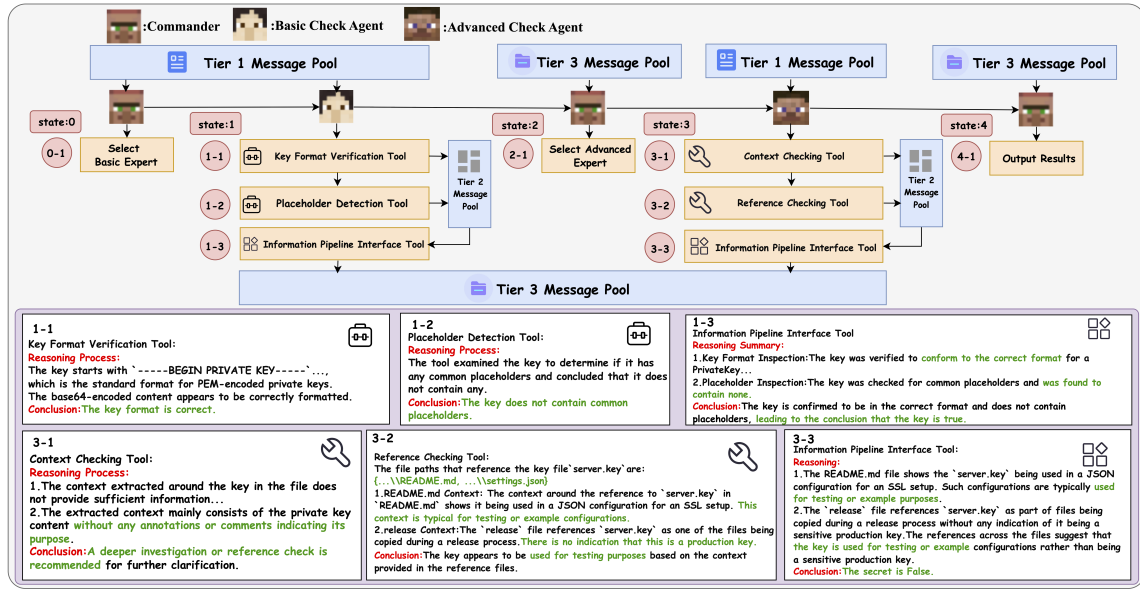 :Commander
:Basic Check Agent
:Advanced Check Agent
Tier 1 Message Pool
Tier 3 Message Pool
Tier 1 Message Pool
Tier 3 Message Pool
state:0
0-1
Select
Basic Expert
state:1
1-1
Key Format Verification Tool
1-2
Placeholder Detection Tool
1-3
Information Pipeline Interface Tool
Tier 2
Message
Pool
state:2
2-1
Select Advanced
Expert
state:3
3-1
Context Checking Tool
3-2
Reference Checking Tool
3-3
Information Pipeline Interface Tool
Tier 2
Message
Pool
state:4
4-1
Output Results
Tier 3 Message Pool
1-1
Key Format Verification Tool:
Reasoning Process:
The key starts with `-----BEGIN PRIVATE KEY-----`...,
which is the standard format for PEM-encoded private keys.
The base64-encoded content appears to be correctly formatted.
Conclusion:The key format is correct.
1-2
Placeholder Detection Tool:
Reasoning Process:
The tool examined the key to determine if it has
any common placeholders and concluded that it does
not contain any.
Conclusion:The key does not contain common
placeholders.
1-3
Information Pipeline Interface Tool
Reasoning Summary:
1.Key Format Inspection:The key was verified to conform to the correct format for a
PrivateKey...
2.Placeholder Inspection:The key was checked for common placeholders and was found to
contain none.
Conclusion:The key is confirmed to be in the correct format and does not contain
placeholders, leading to the conclusion that the key is true.
3-1
Context Checking Tool:
Reasoning Process:
1.The context extracted around the key in the file does
not provide sufficient information...
2.The extracted context mainly consists of the private key
content without any annotations or comments indicating its
purpose.
Conclusion:A deeper investigation or reference check is
recommended for further clarification.
3-2
Reference Checking Tool:
The file paths that reference the key file`server.key`are:
{...\\README.md, ...\\settings.json}
1.README.md Context: The context around the reference to `server.key` in
`README.md` shows it being used in a JSON configuration for an SSL setup. This
context is typical for testing or example configurations.
2.release Context:The `release` file references `server.key` as one of the files being
copied during a release process.There is no indication that this is a production key.
Conclusion:The key appears to be used for testing purposes based on the context
provided in the reference files.
3-3
Information Pipeline Interface Tool:
Reasoning:
1.The README.md file shows the `server.key` being used in a JSON
configuration for an SSL setup. Such configurations are typically used
for testing or example purposes.
2.The `release` file references `server.key` as part of files being
copied during a release process without any indication of it being a
sensitive production key.The references across the files suggest that
the key is used for testing or example configurations rather than being
a sensitive production key.
Conclusion:The secret is False.